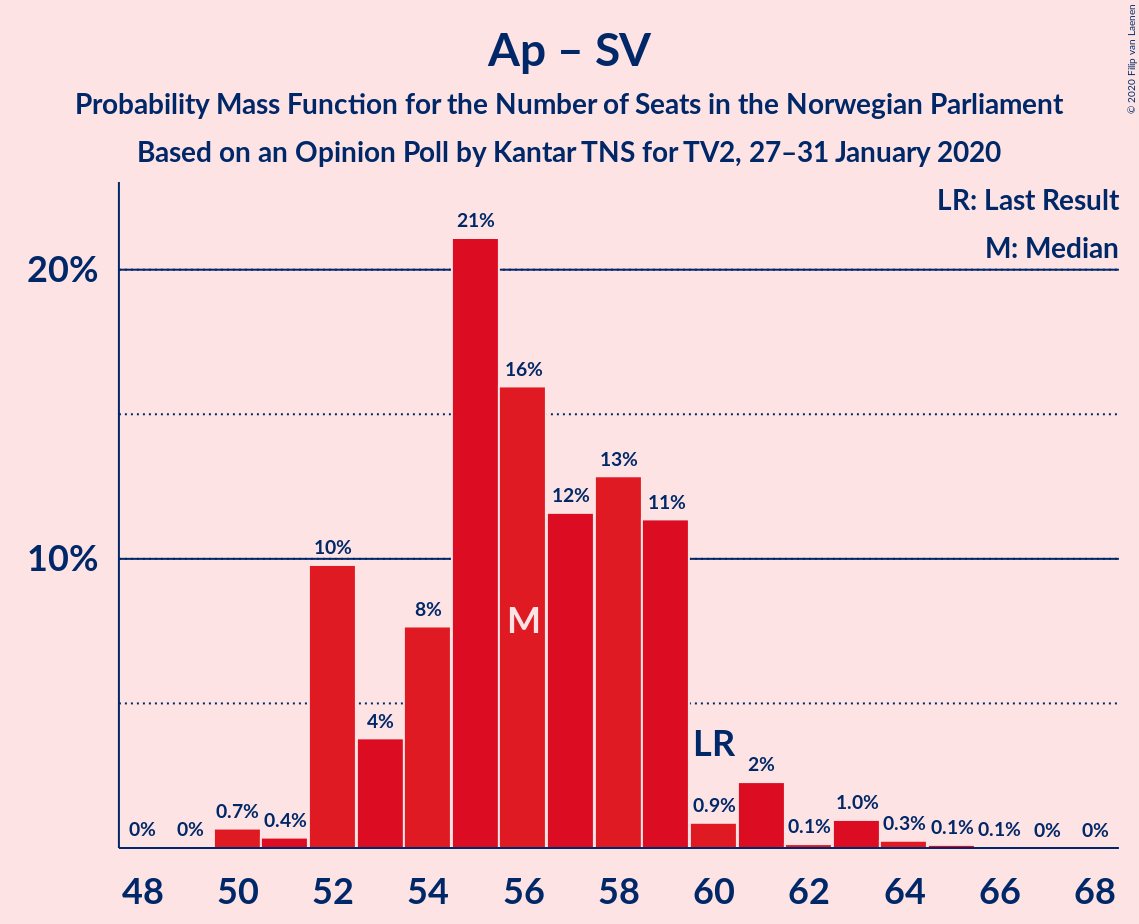 Ap – SV
Probability Mass Function for the Number of Seats in the Norwegian Parliament
Based on an Opinion Poll by Kantar TNS for TV2, 27–31 January 2020
© 2020 Filip van Laenen
LR: Last Result
M: Median
20%
10%
0%
0%
0.7%
0.4%
10%
4%
8%
21%
16%
12%
13%
11%
0.9%
2%
0.1%
1.0%
0.3%
0.1%
0.1%
0%
0%
M
LR
48 50 52 54 56 58 60 62 64 66 68